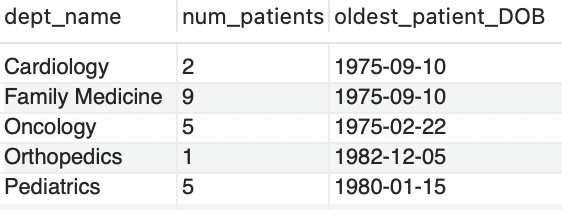 dept_name num_patients oldest_patient_DOB
Cardiology 2 1975-09-10
Family Medicine 9 1975-09-10
Oncology 5 1975-02-22
Orthopedics 1 1982-12-05
Pediatrics 5 1980-01-15